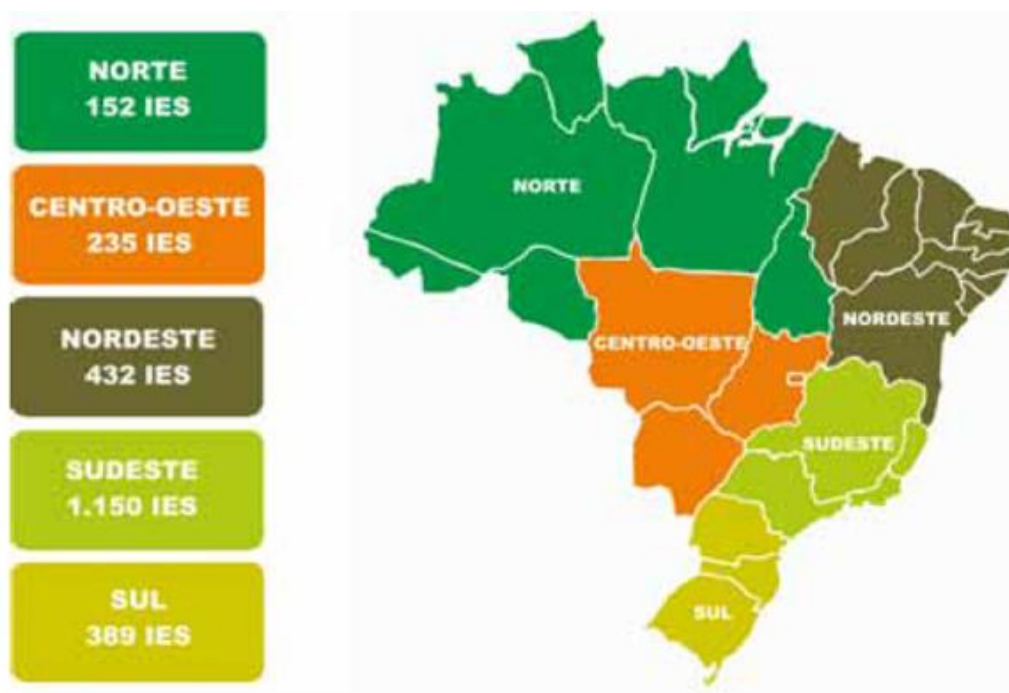 NORTE
152 IES
CENTRO-OESTE
235 IES
NORDESTE
432 IES
SUDESTE
1.150 IES
SUL
389 IES
NORTE
CENTRO-OESTE
NORDESTE
SUDESTE
SUL